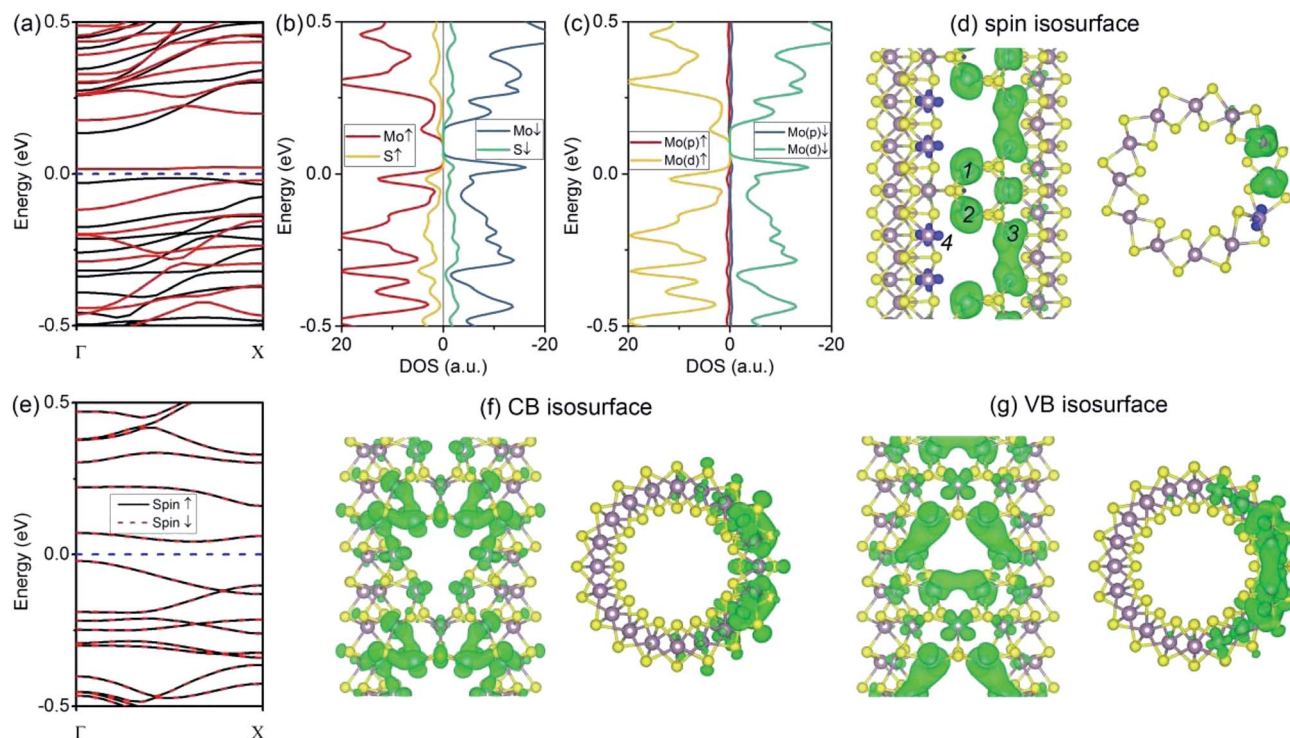 (a)
0.5
0.0
-0.5
Energy (eV)
Γ
X
(b)
0.5
0.0
-0.5
Energy (eV)
Mo↑
S↑
Mo↓
S↓
20
0
-20
DOS (a.u.)
(c)
0.5
0.0
-0.5
Energy (eV)
Mo(p)↑
Mo(d)↑
Mo(p)↓
Mo(d)↓
20
0
-20
DOS (a.u.)
(d) spin isosurface
1
2
3
4
(e)
0.5
0.0
-0.5
Energy (eV)
Spin ↑
Spin ↓
Γ
X
(f) CB isosurface
(g) VB isosurface